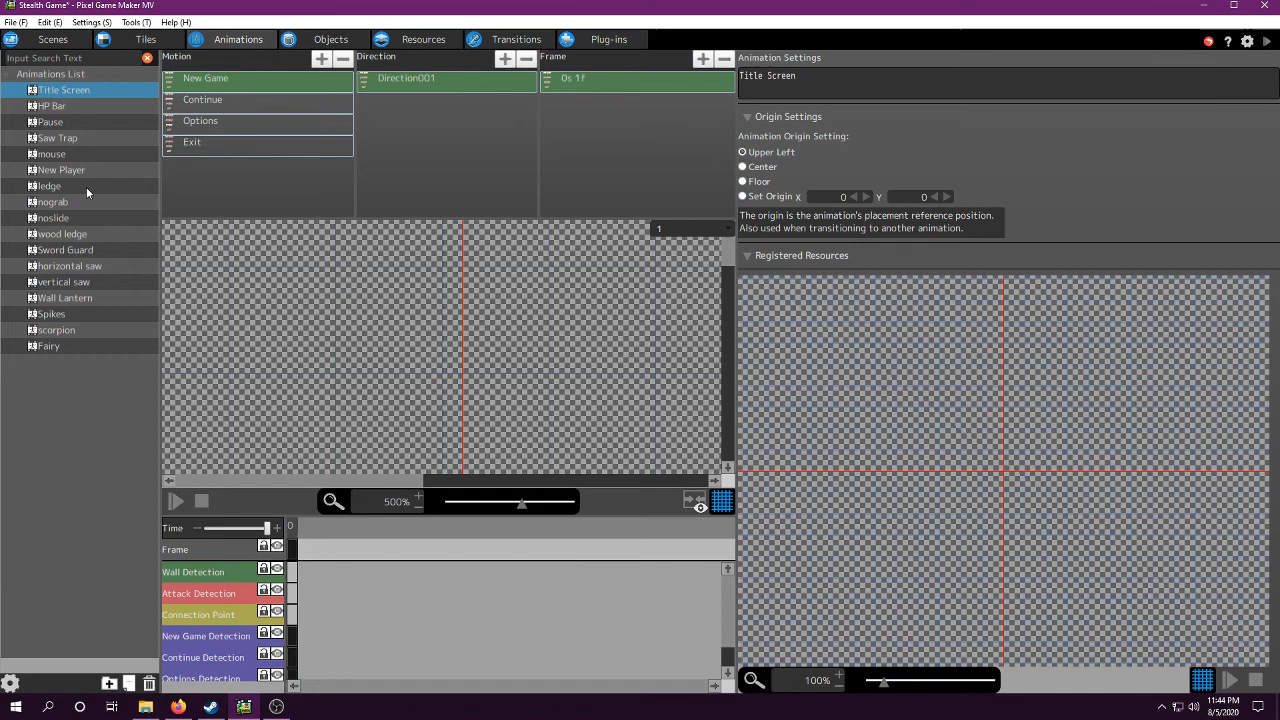 Stealth Game* - Pixel Game Maker MV
File (F) Edit (E) Settings (S) Tools (T) Help (H)
Scenes Tiles Animations Objects Resources Transitions Plug-ins
Input Search Text
Animations List
Title Screen
HP Bar
Pause
Saw Trap
mouse
New Player
ledge
nograb
noslide
wood ledge
Sword Guard
horizontal saw
vertical saw
Wall Lantern
Spikes
scorpion
Fairy
Motion Direction Frame
New Game Direction001 0s 1f
Continue
Options
Exit
1
500%
Time 0
Frame
Wall Detection
Attack Detection
Connection Point
New Game Detection
Continue Detection
Options Detection
Animation Settings
Title Screen
Origin Settings
Animation Origin Setting:
Upper Left
Center
Floor
Set Origin X 0 Y 0
The origin is the animation's placement reference position.
Also used when transitioning to another animation.
Registered Resources
100%
11:44 PM
8/5/2020